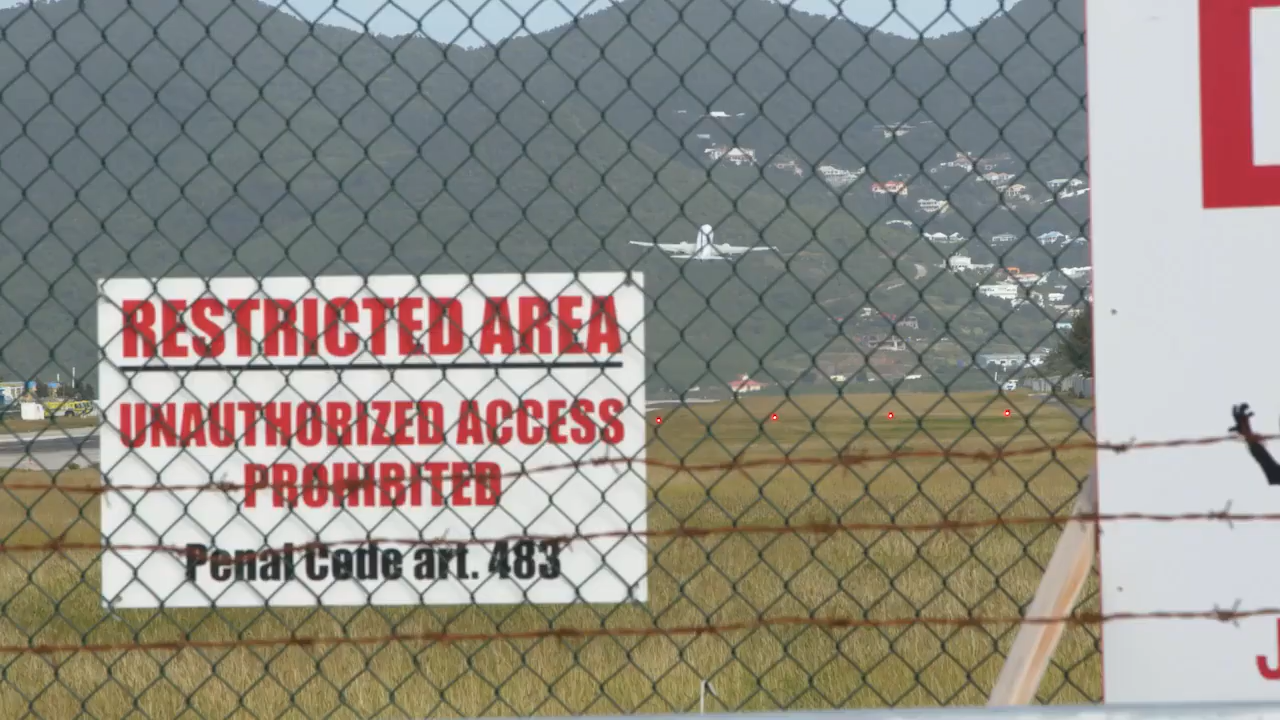 RESTRICTED AREA
UNAUTHORIZED ACCESS
PROHIBITED
Penal Code art. 483